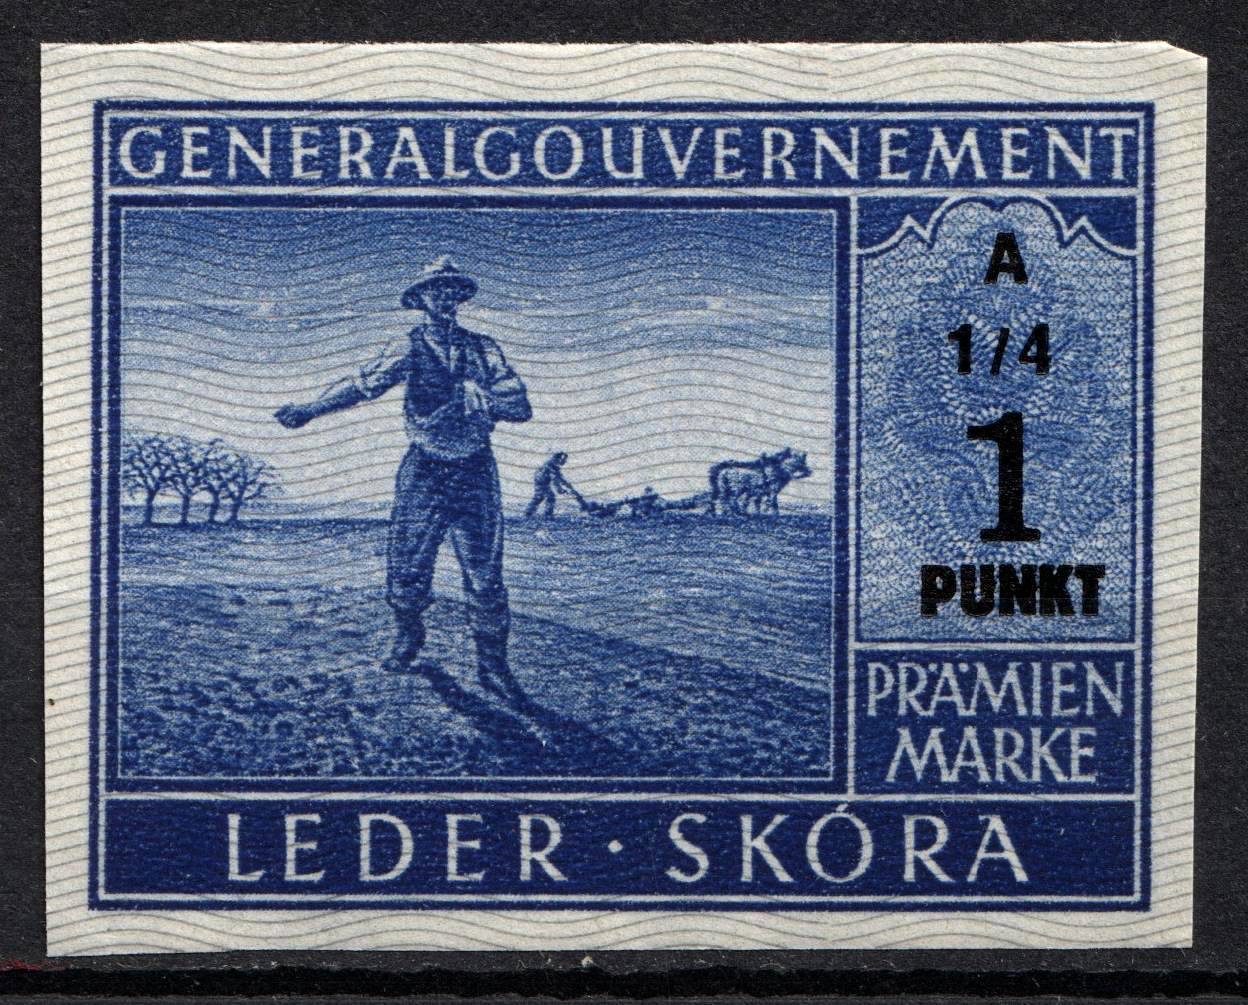 GENERALGOUVERNEMENT
A
1/4
1
PUNKT
PRÄMIEN
MARKE
LEDER · SKÓRA